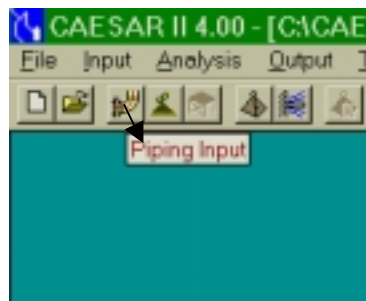 CAESAR II 4.00 - [C:\CAE
File Input Analysis Output
Piping Input